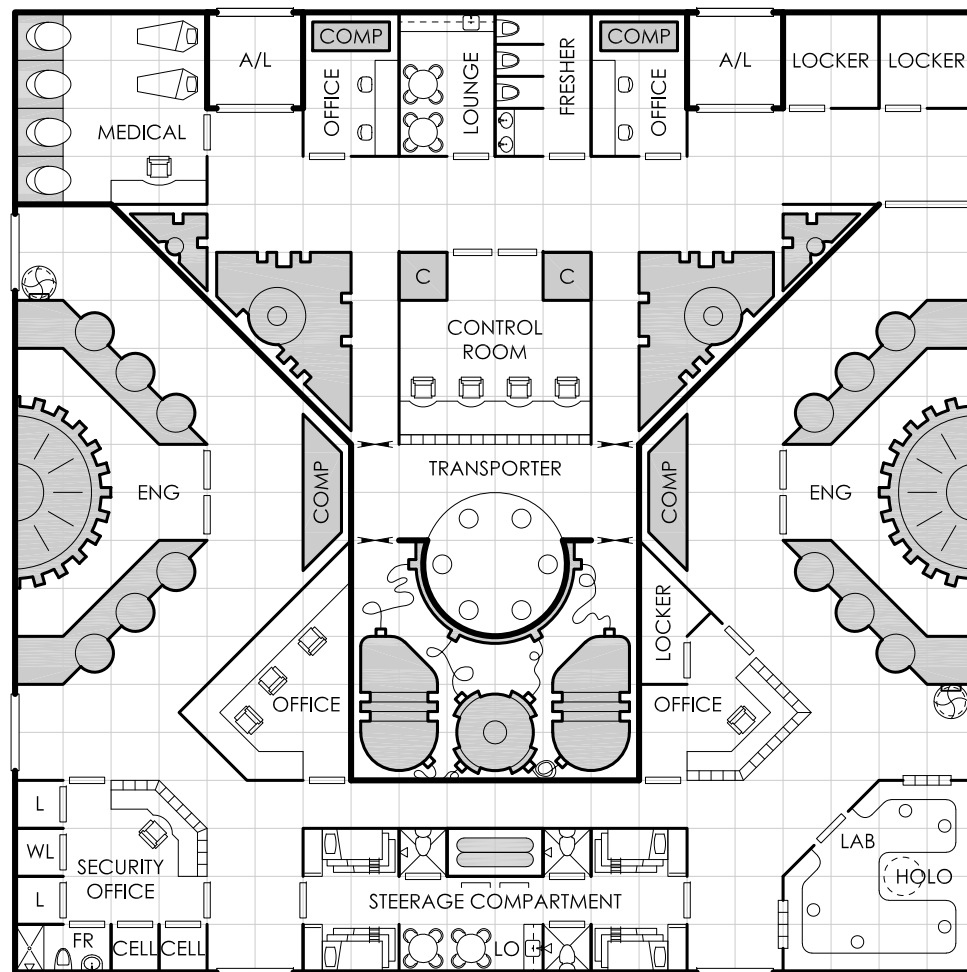 COMP
COMP
A/L
OFFICE
LOUNGE
FRESHER
OFFICE
A/L
LOCKER
LOCKER
MEDICAL
C
C
CONTROL
ROOM
TRANSPORTER
ENG
COMP
COMP
ENG
LOCKER
OFFICE
OFFICE
L
WL
L
SECURITY
OFFICE
FR
CELL
CELL
STEERAGE COMPARTMENT
LO
LAB
HOLO